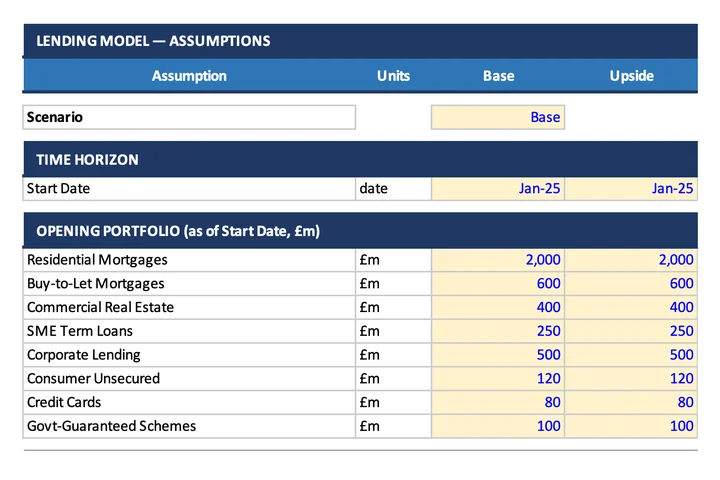 LENDING MODEL — ASSUMPTIONS
Assumption Units Base Upside
Scenario Base
TIME HORIZON
Start Date date Jan-25 Jan-25
OPENING PORTFOLIO (as of Start Date, £m)
Residential Mortgages £m 2,000 2,000
Buy-to-Let Mortgages £m 600 600
Commercial Real Estate £m 400 400
SME Term Loans £m 250 250
Corporate Lending £m 500 500
Consumer Unsecured £m 120 120
Credit Cards £m 80 80
Govt-Guaranteed Schemes £m 100 100